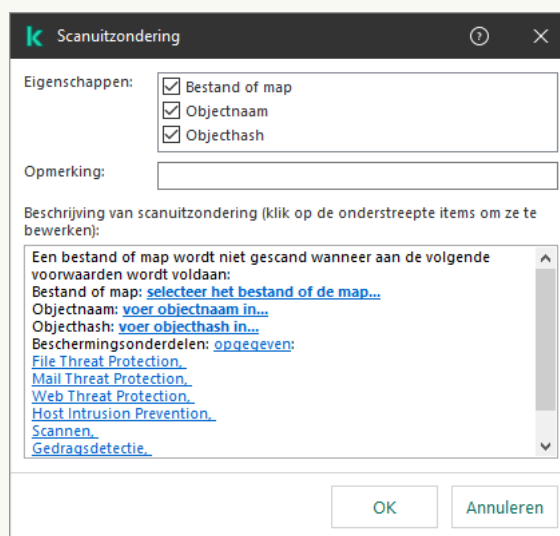 Scanuitzondering
Eigenschappen:
Bestand of map
Objectnaam
Objecthash
Opmerking:
Beschrijving van scanuitzondering (klik op de onderstreepte items om ze te
bewerken):
Een bestand of map wordt niet gescand wanneer aan de volgende
voorwaarden wordt voldaan:
Bestand of map: selecteer het bestand of de map...
Objectnaam: voer objectnaam in...
Objecthash: voer objecthash in...
Beschermingsonderdelen: opgegeven:
File Threat Protection,
Mail Threat Protection,
Web Threat Protection,
Host Intrusion Prevention,
Scannen,
Gedragsdetectie,
OK
Annuleren